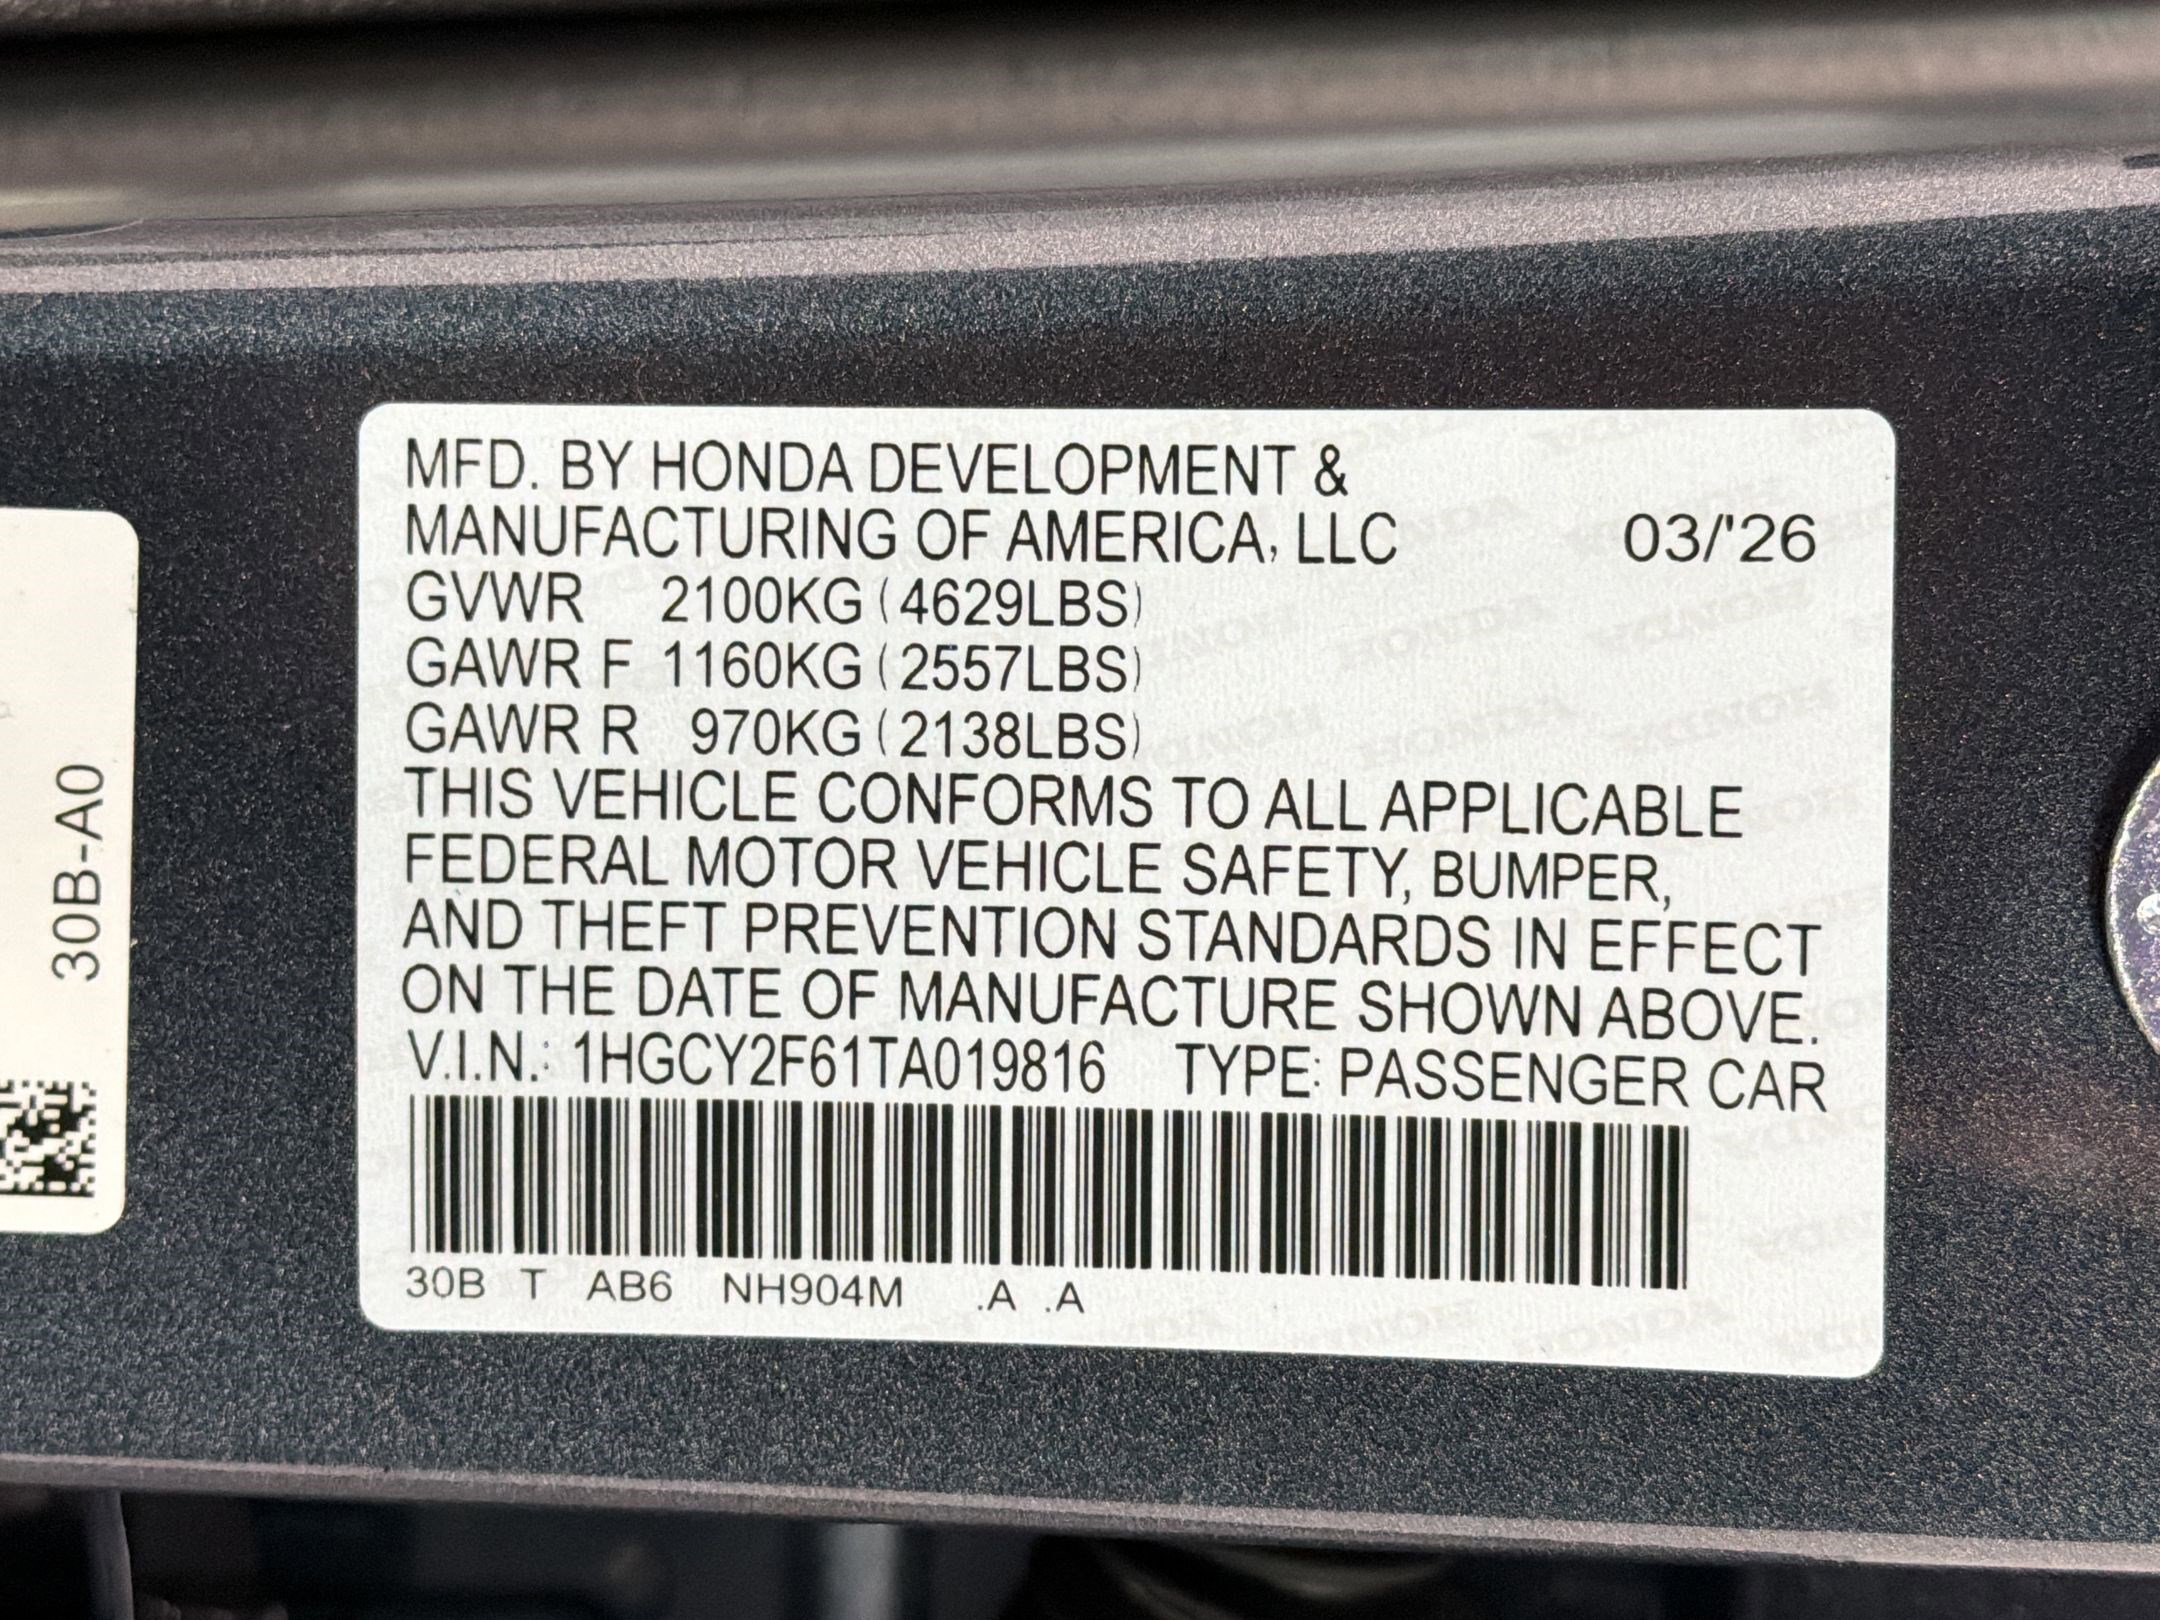 MFD. BY HONDA DEVELOPMENT &
MANUFACTURING OF AMERICA, LLC 03/'26
GVWR 2100KG (4629LBS)
GAWR F 1160KG (2557LBS)
GAWR R 970KG (2138LBS)
THIS VEHICLE CONFORMS TO ALL APPLICABLE
FEDERAL MOTOR VEHICLE SAFETY, BUMPER,
AND THEFT PREVENTION STANDARDS IN EFFECT
ON THE DATE OF MANUFACTURE SHOWN ABOVE.
V.I.N.: 1HGCY2F61TA019816 TYPE: PASSENGER CAR
30B T AB6 NH904M .A .A
30B-A0